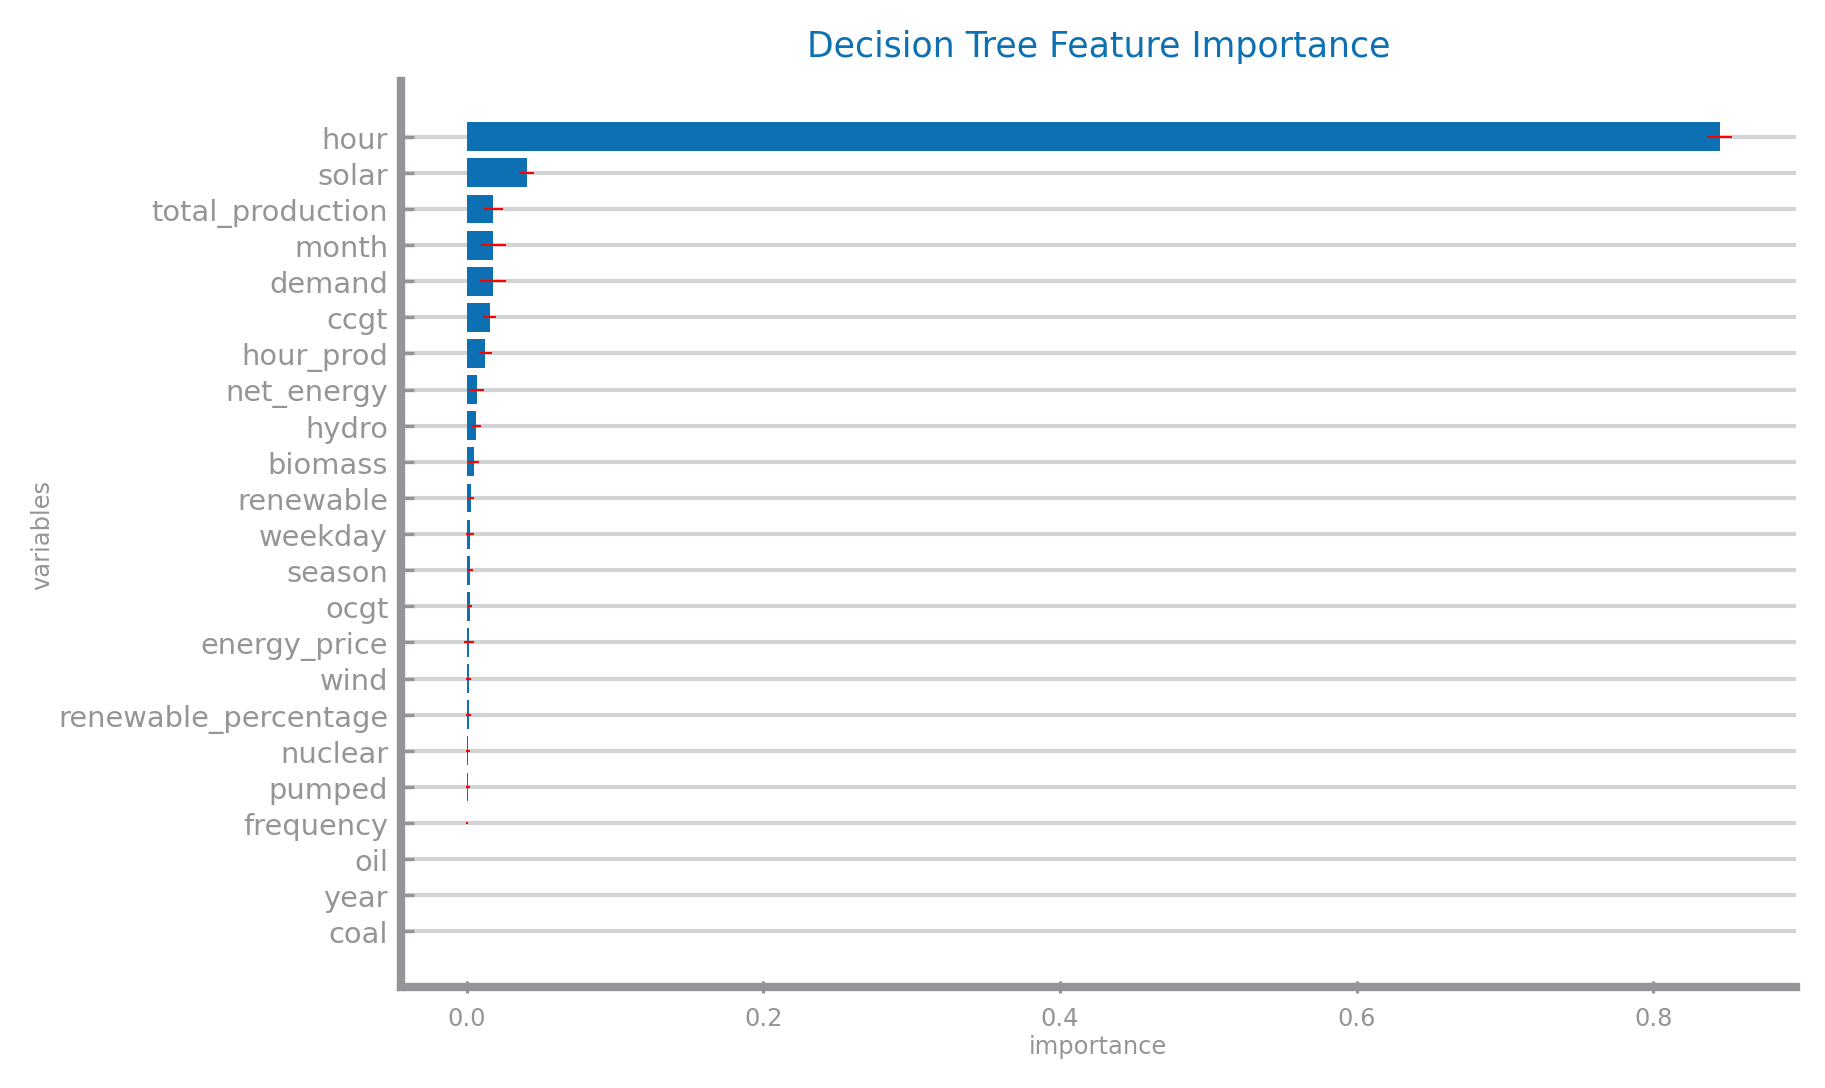 Decision Tree Feature Importance
hour
solar
total_production
month
demand
ccgt
hour_prod
net_energy
hydro
biomass
renewable
weekday
season
ocgt
energy_price
wind
renewable_percentage
nuclear
pumped
frequency
oil
year
coal
variables
0.0 0.2 0.4 0.6 0.8
importance